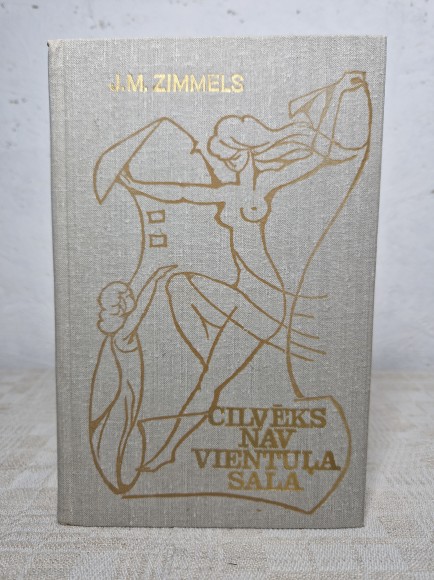 J.M. ZIMMELS
CILVĒKS
NAV
VIENTUĻA
SALA